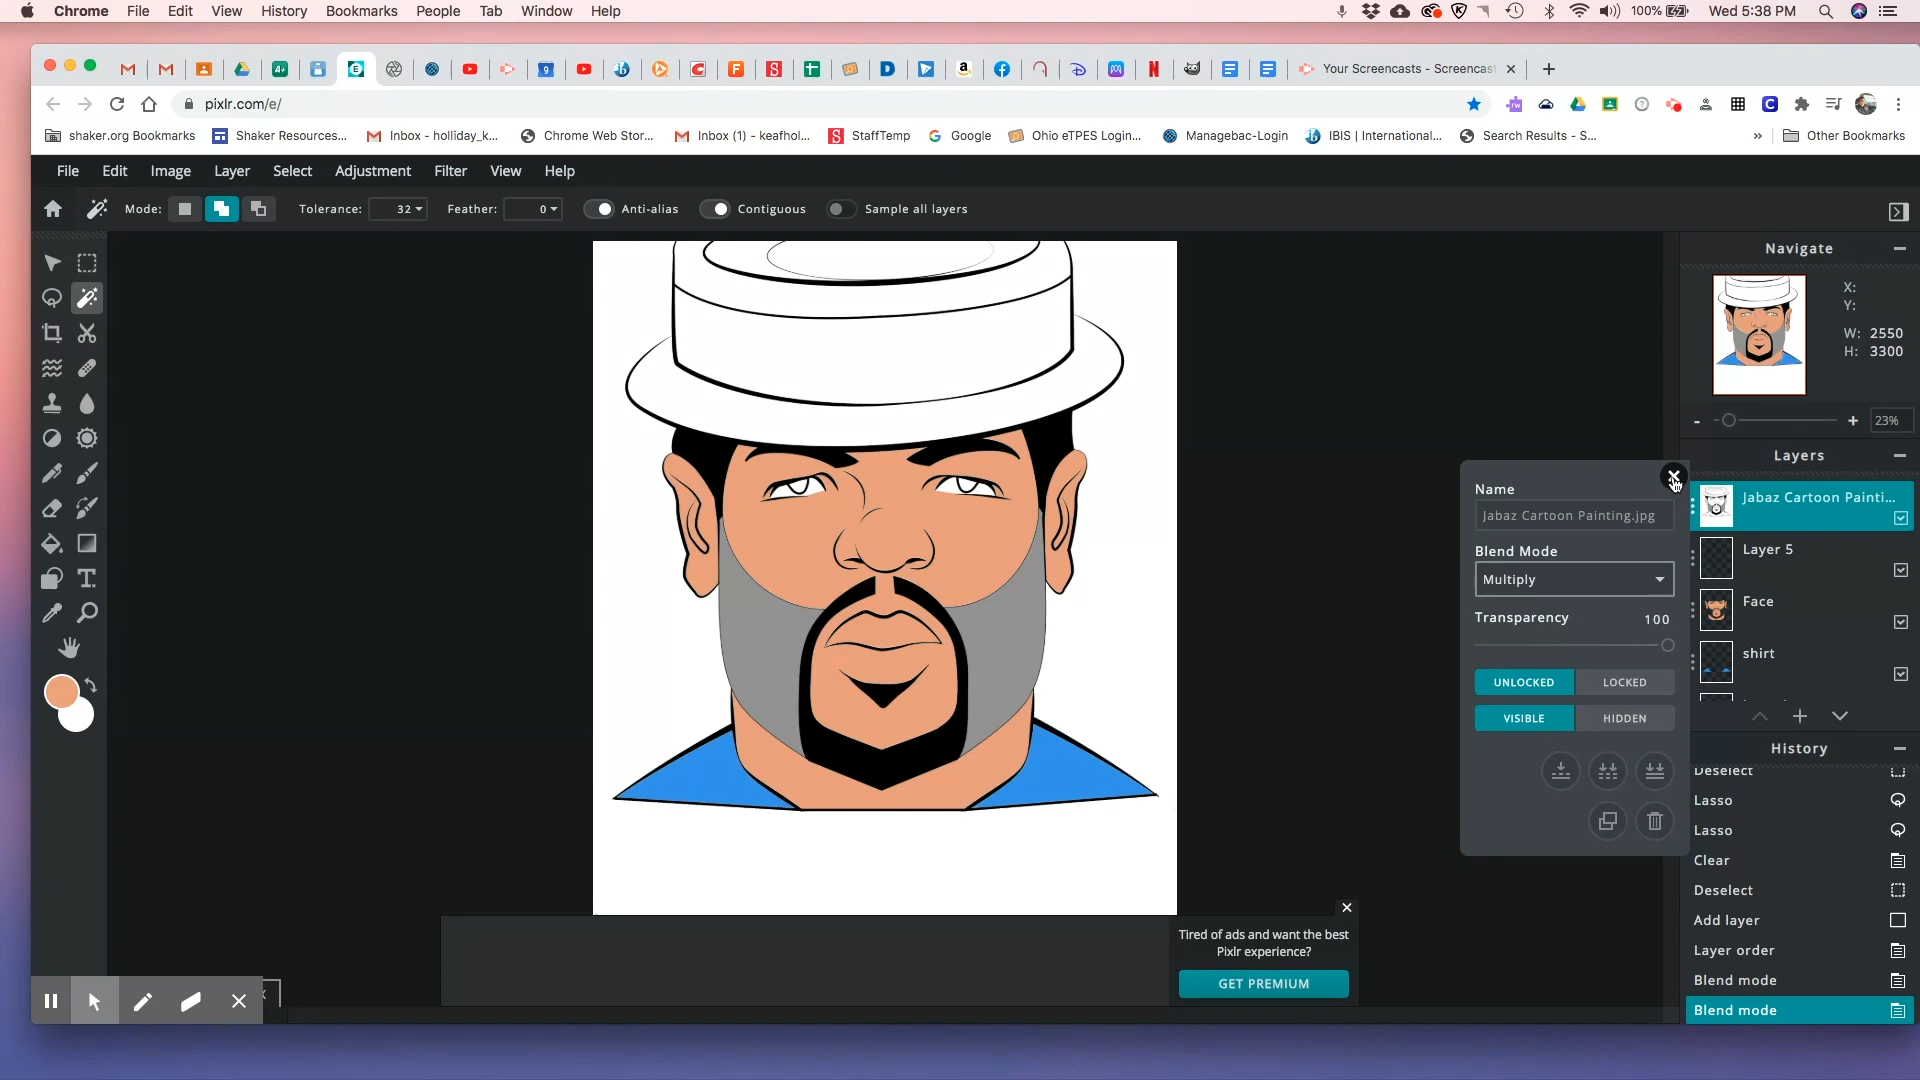 Chrome File Edit View History Bookmarks People Tab Window Help 100% Wed 5:38 PM
Your Screencasts - Screencast
pixlr.com/e/
shaker.org Bookmarks Shaker Resources... Inbox - holliday_k... Chrome Web Stor... Inbox (1) - keafhol... StaffTemp Google Ohio eTPES Login... Managebac-Login IBIS | International... Search Results - S... » Other Bookmarks
File Edit Image Layer Select Adjustment Filter View Help
Mode: Tolerance: 32 Feather: 0 Anti-alias Contiguous Sample all layers
Navigate
X:
Y:
W: 2550
H: 3300
- + 23%
Layers
Jabaz Cartoon Painti...
Layer 5
Face
shirt
Name
Jabaz Cartoon Painting.jpg
Blend Mode
Multiply
Transparency 100
UNLOCKED LOCKED
VISIBLE HIDDEN
History
Deselect
Lasso
Lasso
Clear
Deselect
Add layer
Layer order
Blend mode
Blend mode
Tired of ads and want the best
Pixlr experience?
GET PREMIUM